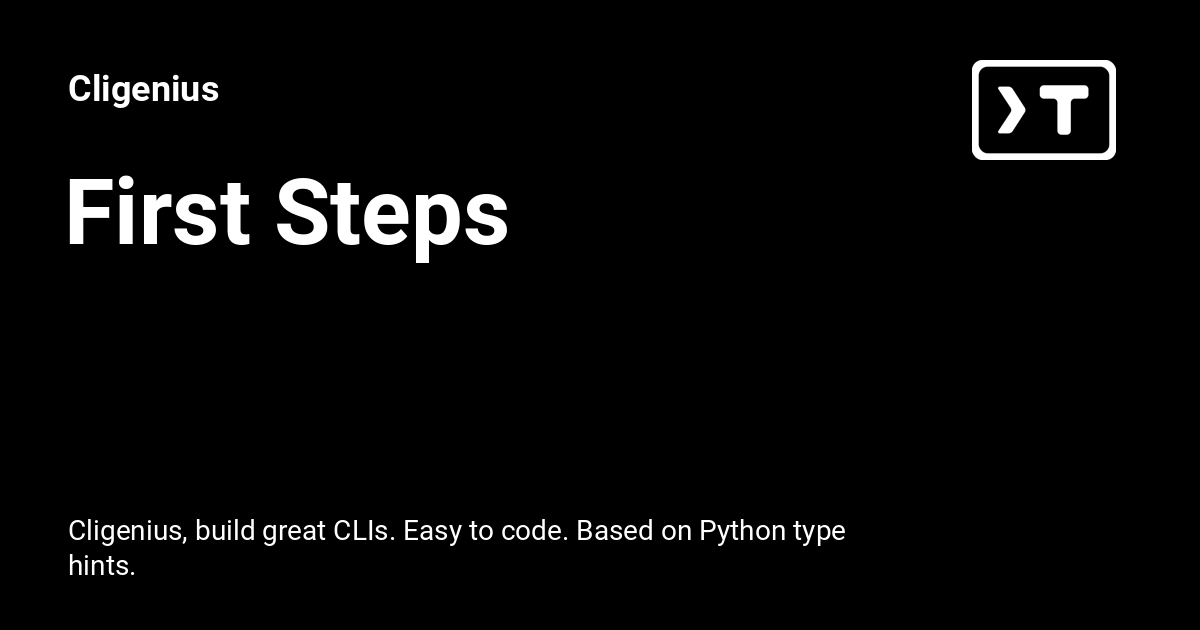 Cligenius
❯T
First Steps
Cligenius, build great CLIs. Easy to code. Based on Python type
hints.